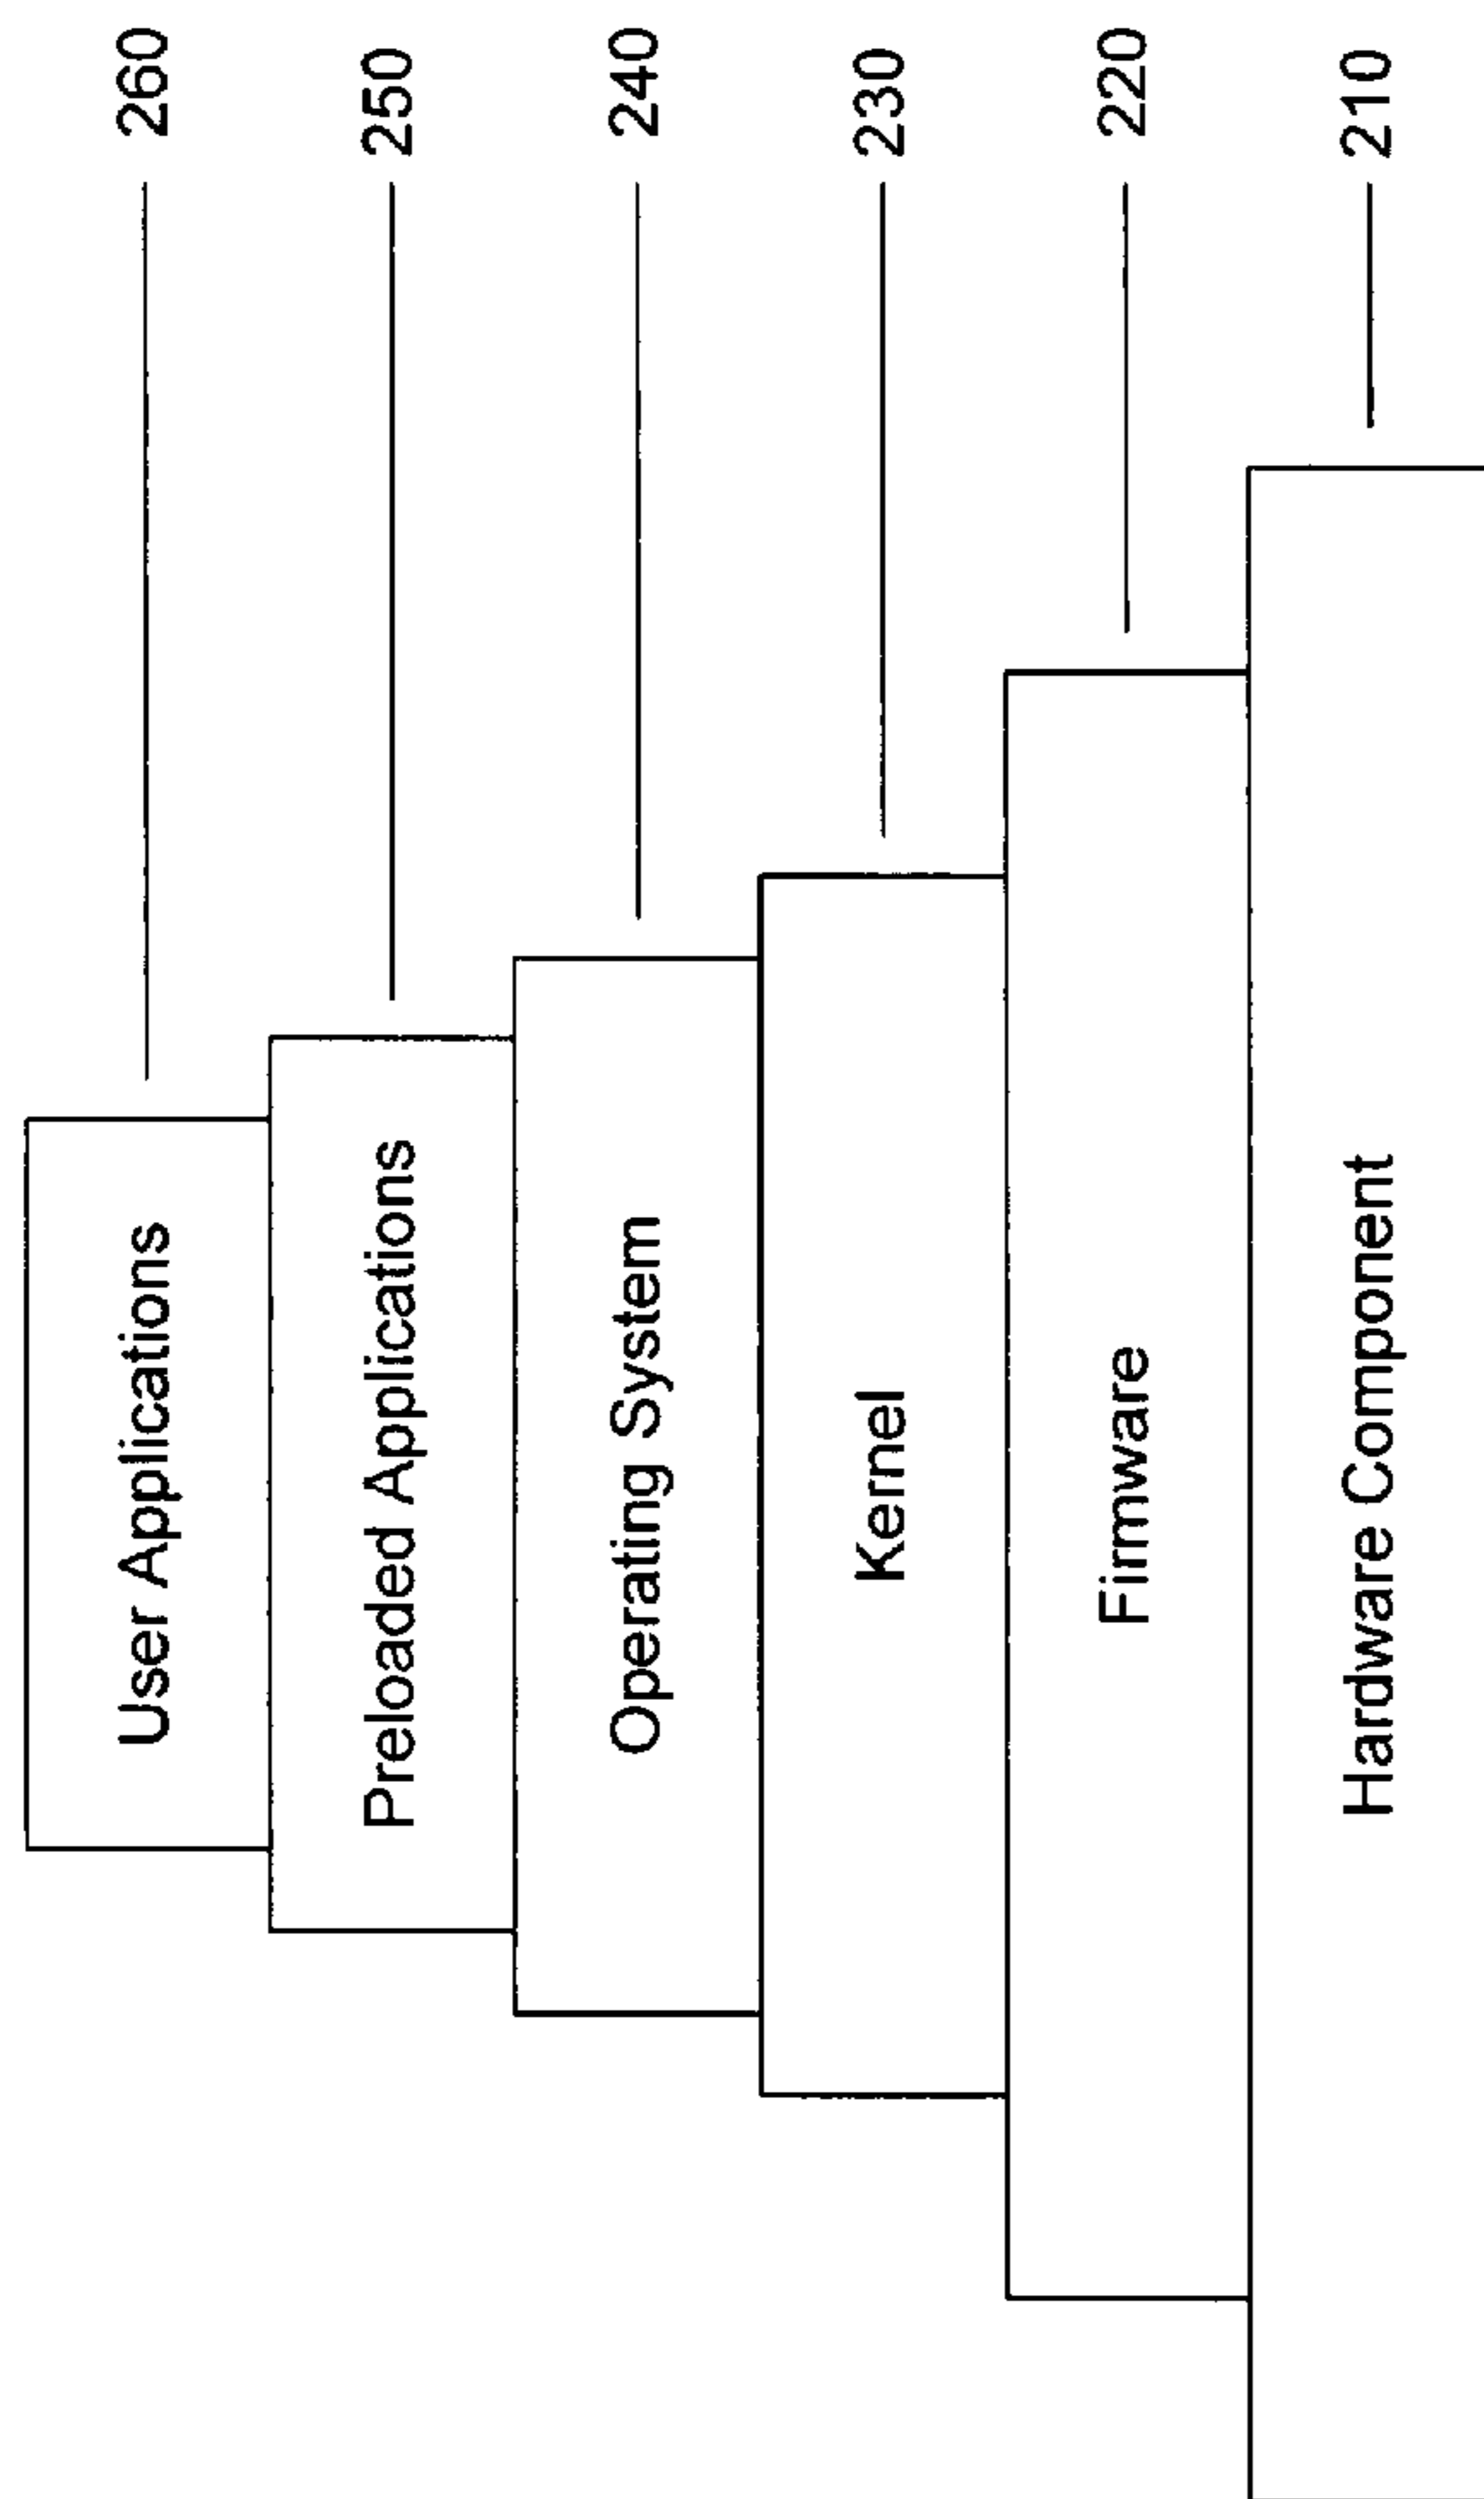 User Applications 260
Preloaded Applications 250
Operating System 240
Kernel 230
Firmware 220
Hardware Component 210